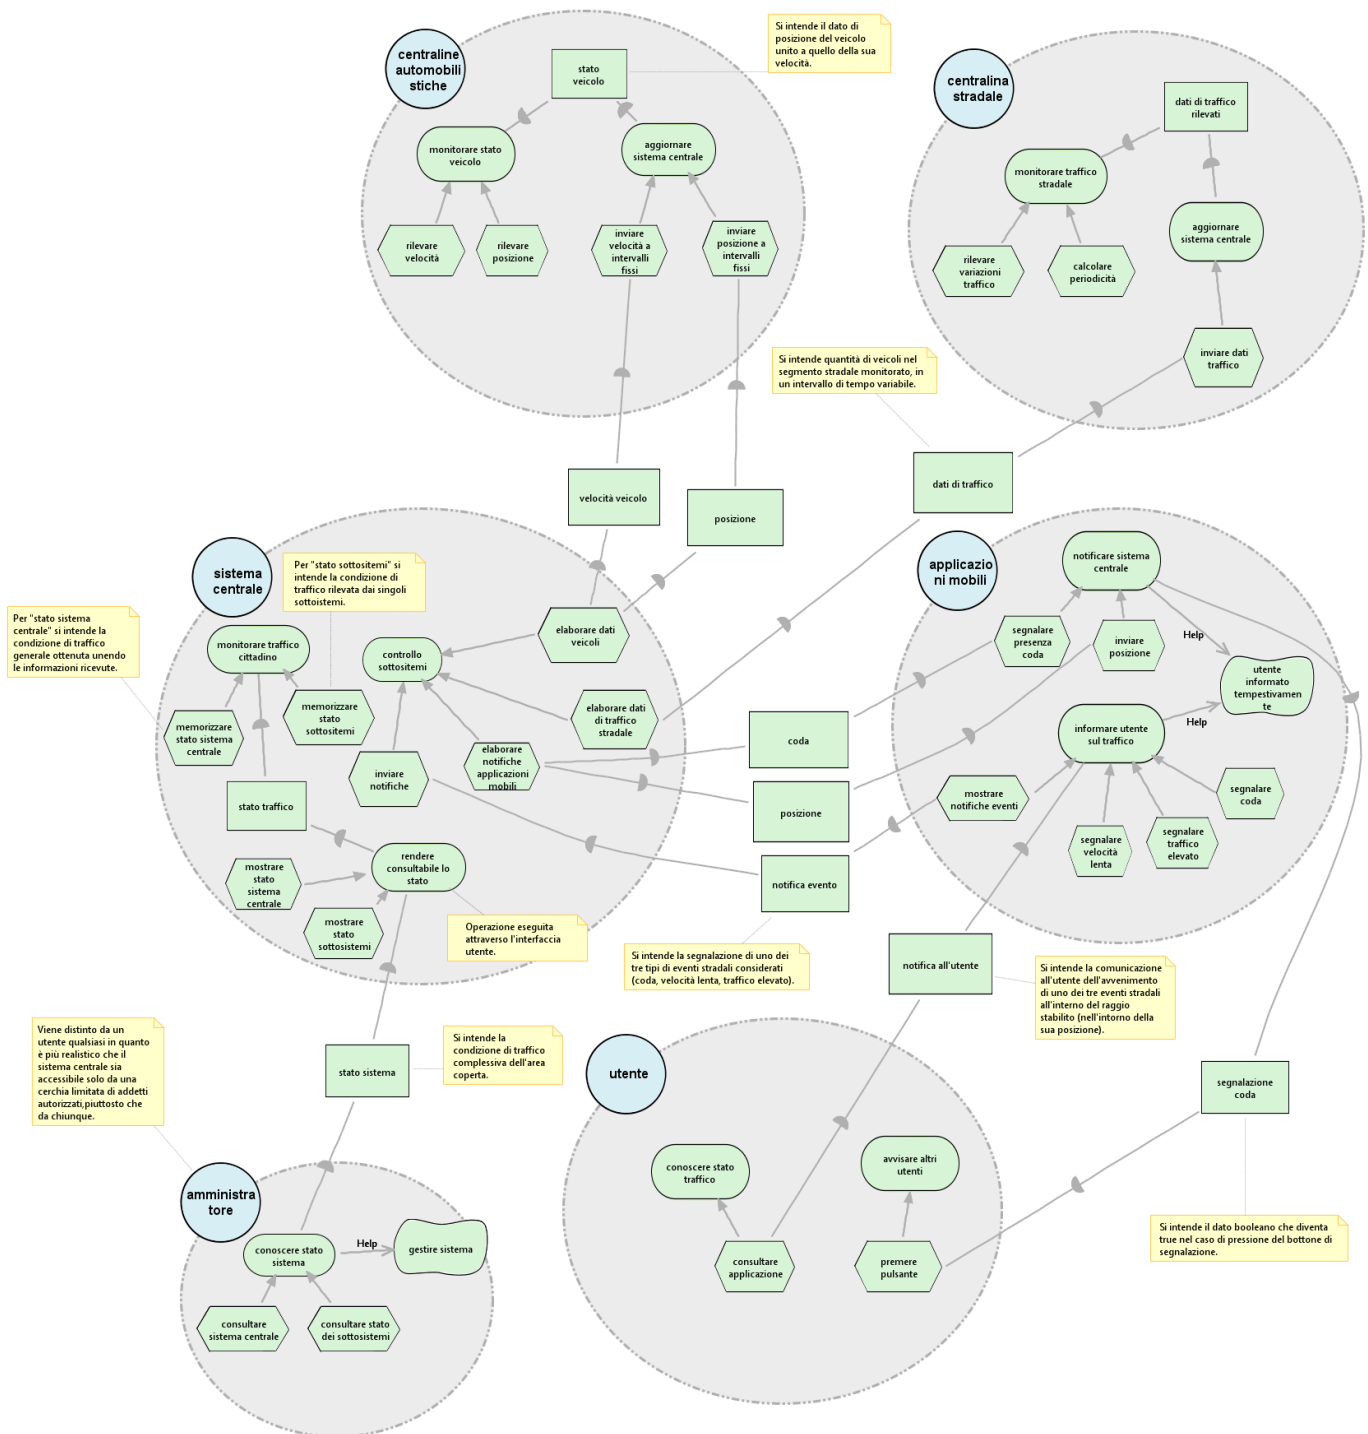 centraline
automobili
stiche
stato
veicolo
Si intende il dato di
posizione del veicolo
unito a quello della sua
velocità.
monitorare stato
veicolo
aggiornare
sistema centrale
rilevare
velocità
rilevare
posizione
inviare
velocità a
intervalli
fissi
inviare
posizione a
intervalli
fissi
centralina
stradale
dati di traffico
rilevati
monitorare traffico
stradale
aggiornare
sistema centrale
rilevare
variazioni
traffico
calcolare
periodicità
inviare dati
traffico
Si intende quantità di veicoli nel
segmento stradale monitorato, in
un intervallo di tempo variabile.
velocità veicolo
posizione
dati di traffico
sistema
centrale
Per "stato sottositemi" si
intende la condizione di
traffico rilevata dai singoli
sottoistemi.
Per "stato sistema
centrale" si intende la
condizione di traffico
generale ottenuta unendo
le informazioni ricevute.
monitorare traffico
cittadino
controllo
sottositemi
elaborare dati
veicoli
memorizzare
stato sistema
centrale
memorizzare
stato
sottositemi
elaborare dati
di traffico
stradale
inviare
notifiche
elaborare
notifiche
applicazioni
mobili
stato traffico
rendere
consultabile lo
stato
mostrare
stato
sistema
centrale
mostrare
stato
sottosistemi
Operazione eseguita
attraverso l'interfaccia
utente.
coda
posizione
notifica evento
Si intende la segnalazione di uno dei
tre tipi di eventi stradali considerati
(coda, velocità lenta, traffico elevato).
applicazio
ni mobili
notificare sistema
centrale
segnalare
presenza
coda
inviare
posizione
Help
utente
informato
tempestivamen
te
informare utente
sul traffico
Help
mostrare
notifiche eventi
segnalare
velocità
lenta
segnalare
traffico
elevato
segnalare
coda
notifica all'utente
Si intende la comunicazione
all'utente dell'avvenimento
di uno dei tre eventi stradali
all'interno del raggio
stabilito (nell'intorno della
sua posizione).
Viene distinto da un
utente qualsiasi in quanto
è più realistico che il
sistema centrale sia
accessibile solo da una
cerchia limitata di addetti
autorizzati,piuttosto che
da chiunque.
stato sistema
Si intende la
condizione di traffico
complessiva dell'area
coperta.
utente
conoscere stato
traffico
avvisare altri
utenti
consultare
applicazione
premere
pulsante
segnalazione
coda
Si intende il dato booleano che diventa
true nel caso di pressione del bottone di
segnalazione.
amministra
tore
conoscere stato
sistema
Help
gestire sistema
consultare
sistema centrale
consultare stato
dei sottosistemi